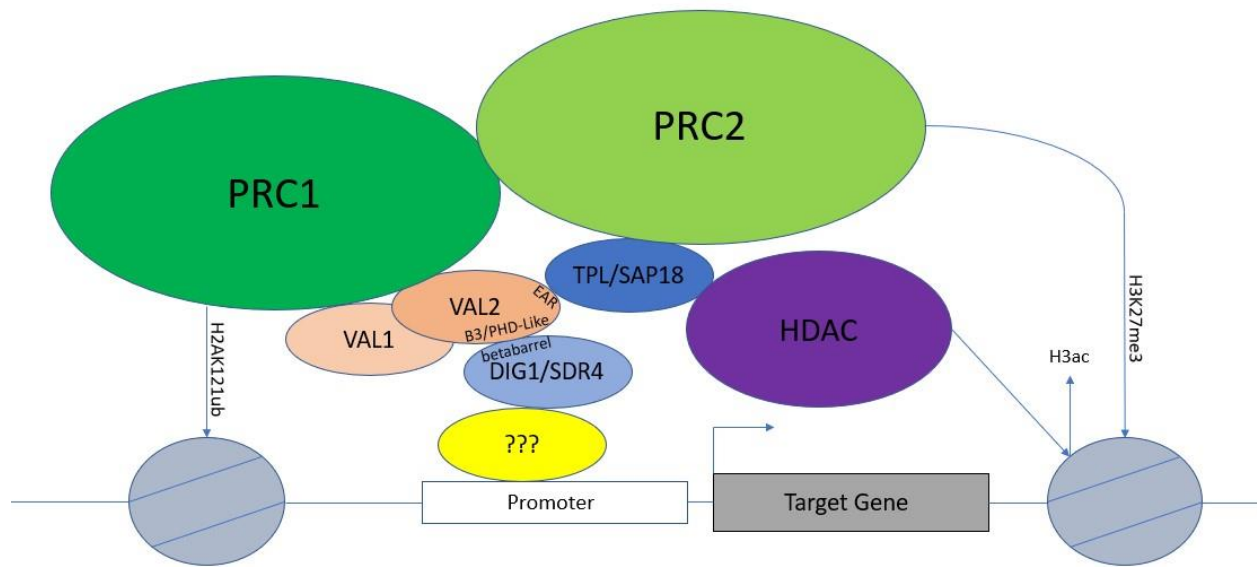 PRC2
PRC1
TPL/SAP18
EAR
VAL2
B3/PHD-Like
VAL1
betabarrel
DIG1/SDR4
HDAC
H3K27me3
H2AK121ub
H3ac
???
Promoter
Target Gene